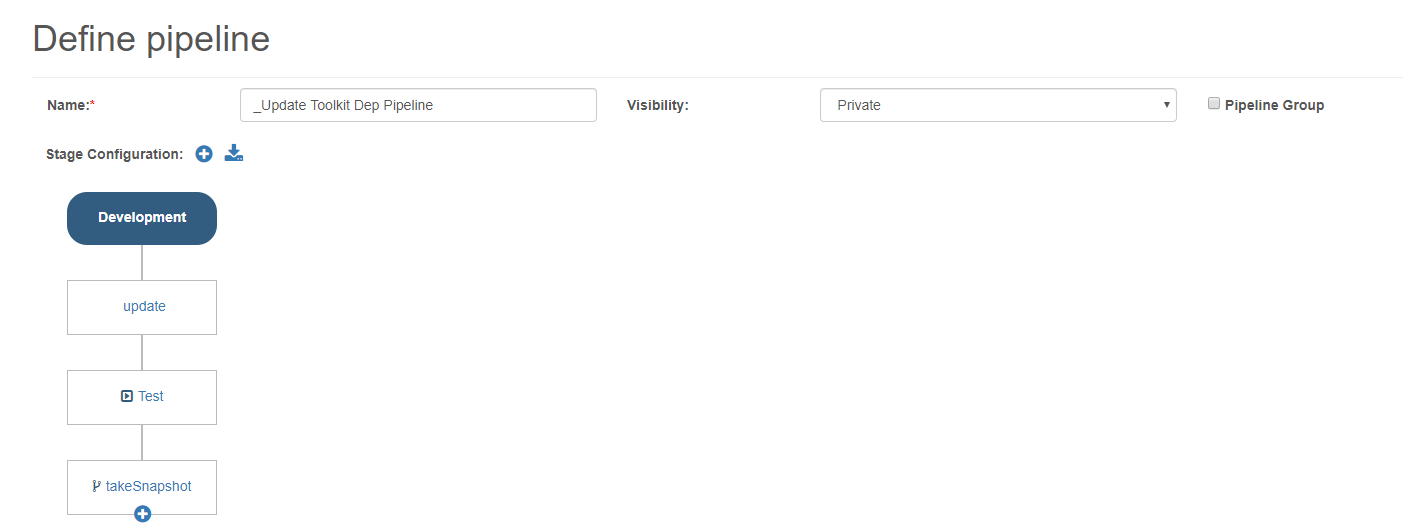 Define pipeline
Name:* _Update Toolkit Dep Pipeline Visibility: Private Pipeline Group
Stage Configuration:
Development
update
Test
takeSnapshot